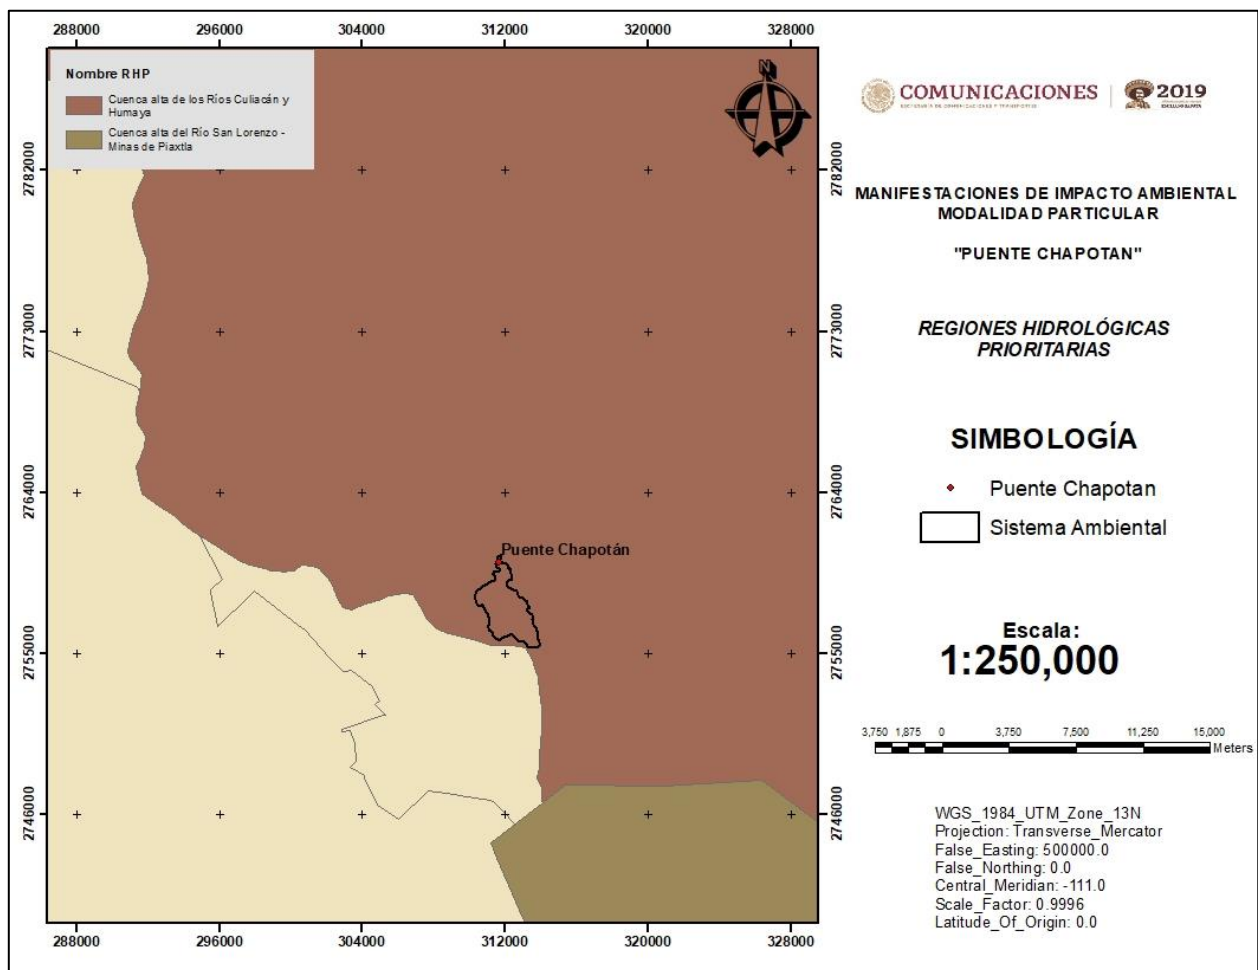 288000 296000 304000 312000 320000 328000
Nombre RHP
Cuenca alta de los Ríos Culiacán y
Humaya
Cuenca alta del Río San Lorenzo -
Minas de Piaxtla
N
2782000
2773000
2764000
2755000
2746000
Puente Chapotán
2782000
2773000
2764000
2755000
2746000
288000 296000 304000 312000 320000 328000
COMUNICACIONES
SECRETARÍA DE COMUNICACIONES Y TRANSPORTES
2019
MANIFESTACIONES DE IMPACTO AMBIENTAL
MODALIDAD PARTICULAR
"PUENTE CHAPOTAN"
REGIONES HIDROLÓGICAS
PRIORITARIAS
SIMBOLOGÍA
Puente Chapotan
Sistema Ambiental
Escala:
1:250,000
3,750 1,875 0 3,750 7,500 11,250 15,000
Meters
WGS_1984_UTM_Zone_13N
Projection: Transverse_Mercator
False_Easting: 500000.0
False_Northing: 0.0
Central_Meridian: -111.0
Scale_Factor: 0.9996
Latitude_Of_Origin: 0.0